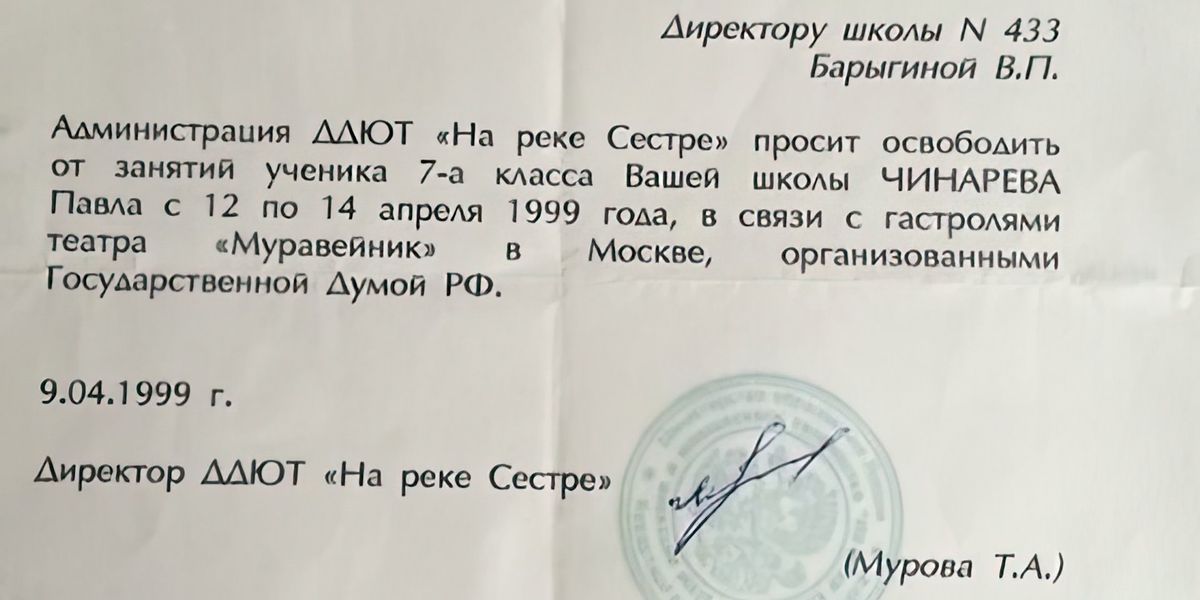 Директору школы N 433
Барыгиной В.П.
Администрация ДДЮТ «На реке Сестре» просит освободить
от занятий ученика 7-а класса Вашей школы ЧИНАРЕВА
Павла с 12 по 14 апреля 1999 года, в связи с гастролями
театра «Муравейник» в Москве, организованными
Государственной Думой РФ.
9.04.1999 г.
Директор ДДЮТ «На реке Сестре»
(Мурова Т.А.)